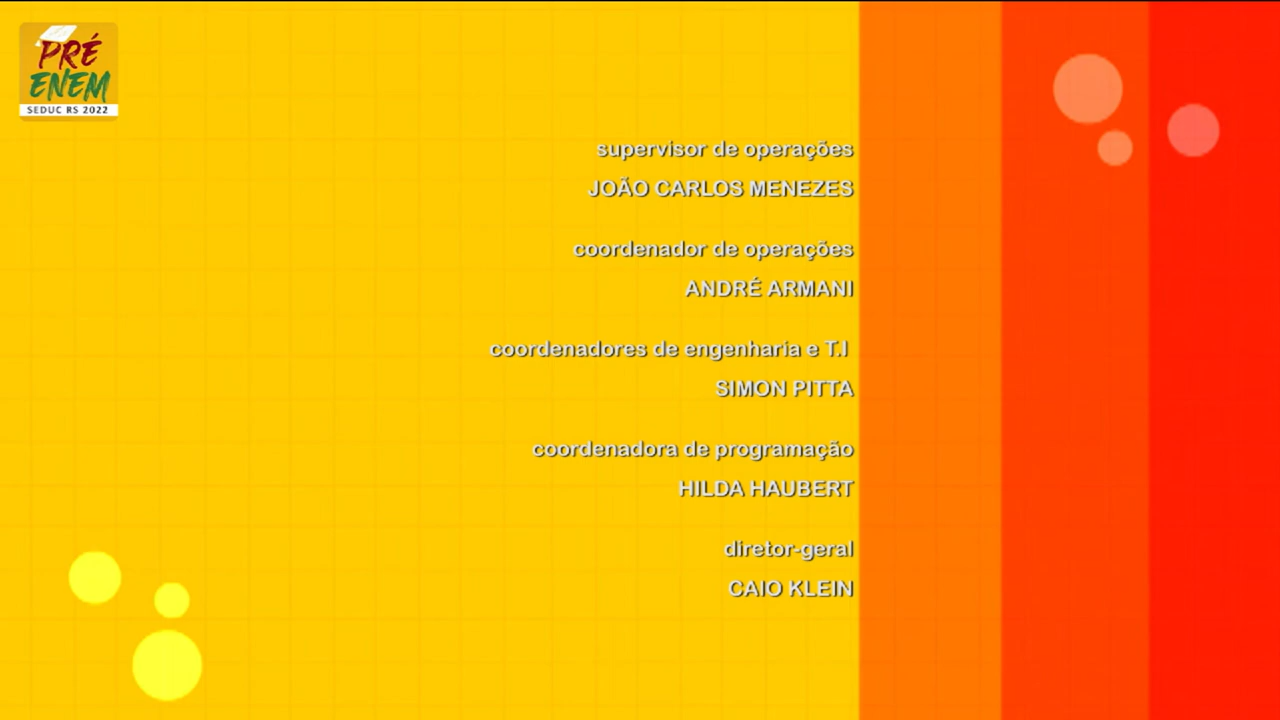 PRÉ
ENEM
SEDUC RS 2022
supervisor de operações
JOÃO CARLOS MENEZES
coordenador de operações
ANDRÉ ARMANI
coordenadores de engenharia e T.I
SIMON PITTA
coordenadora de programação
HILDA HAUBERT
diretor-geral
CAIO KLEIN